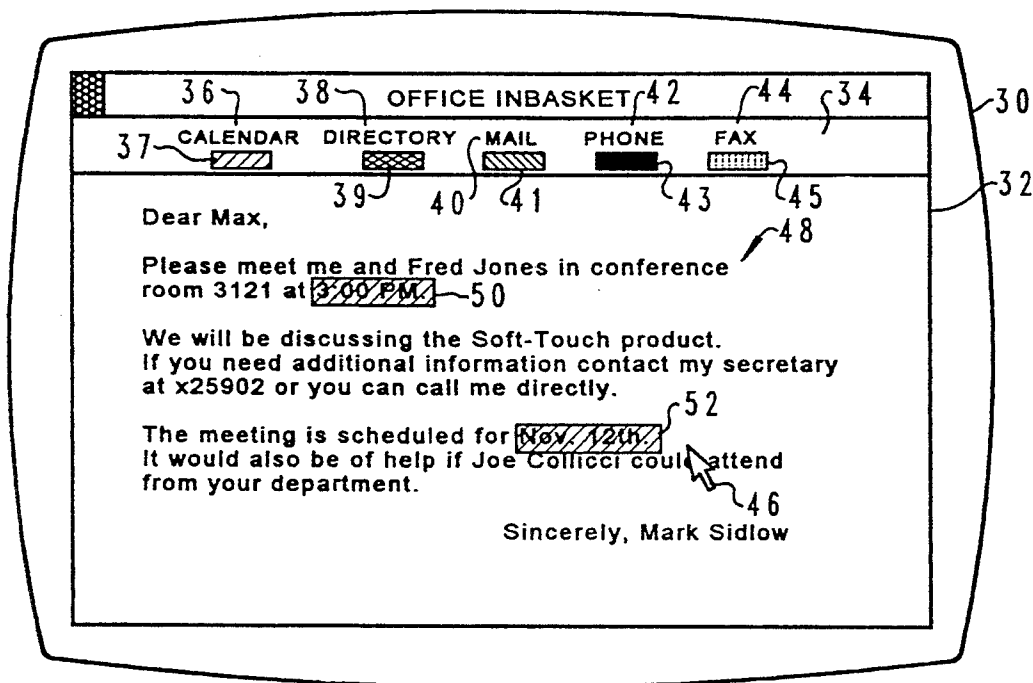 OFFICE INBASKET
36 38 42 44 34 30
CALENDAR DIRECTORY MAIL PHONE FAX
37 39 40 41 43 45 32
Dear Max,
48
Please meet me and Fred Jones in conference
room 3121 at 3:00 PM. 50
We will be discussing the Soft-Touch product.
If you need additional information contact my secretary
at x25902 or you can call me directly.
52
The meeting is scheduled for Nov. 12th.
It would also be of help if Joe Collicci could attend
from your department.
46
Sincerely, Mark Sidlow